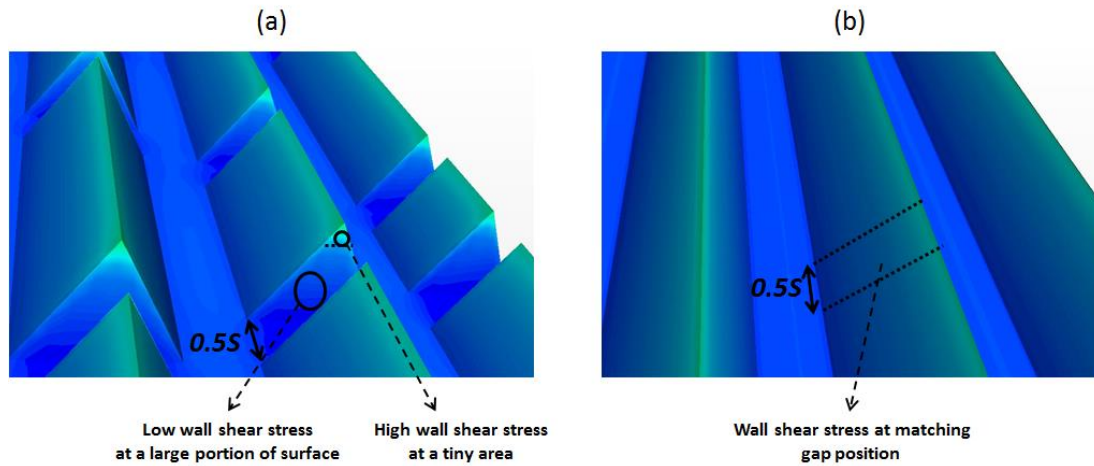 (a)
(b)
0.5S
0.5S
Low wall shear stress
at a large portion of surface
High wall shear stress
at a tiny area
Wall shear stress at matching
gap position